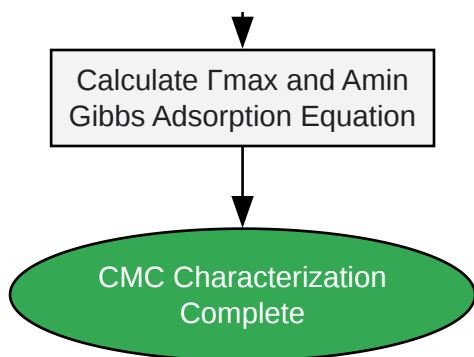 Calculate Γmax and Amin
Gibbs Adsorption Equation
CMC Characterization
Complete